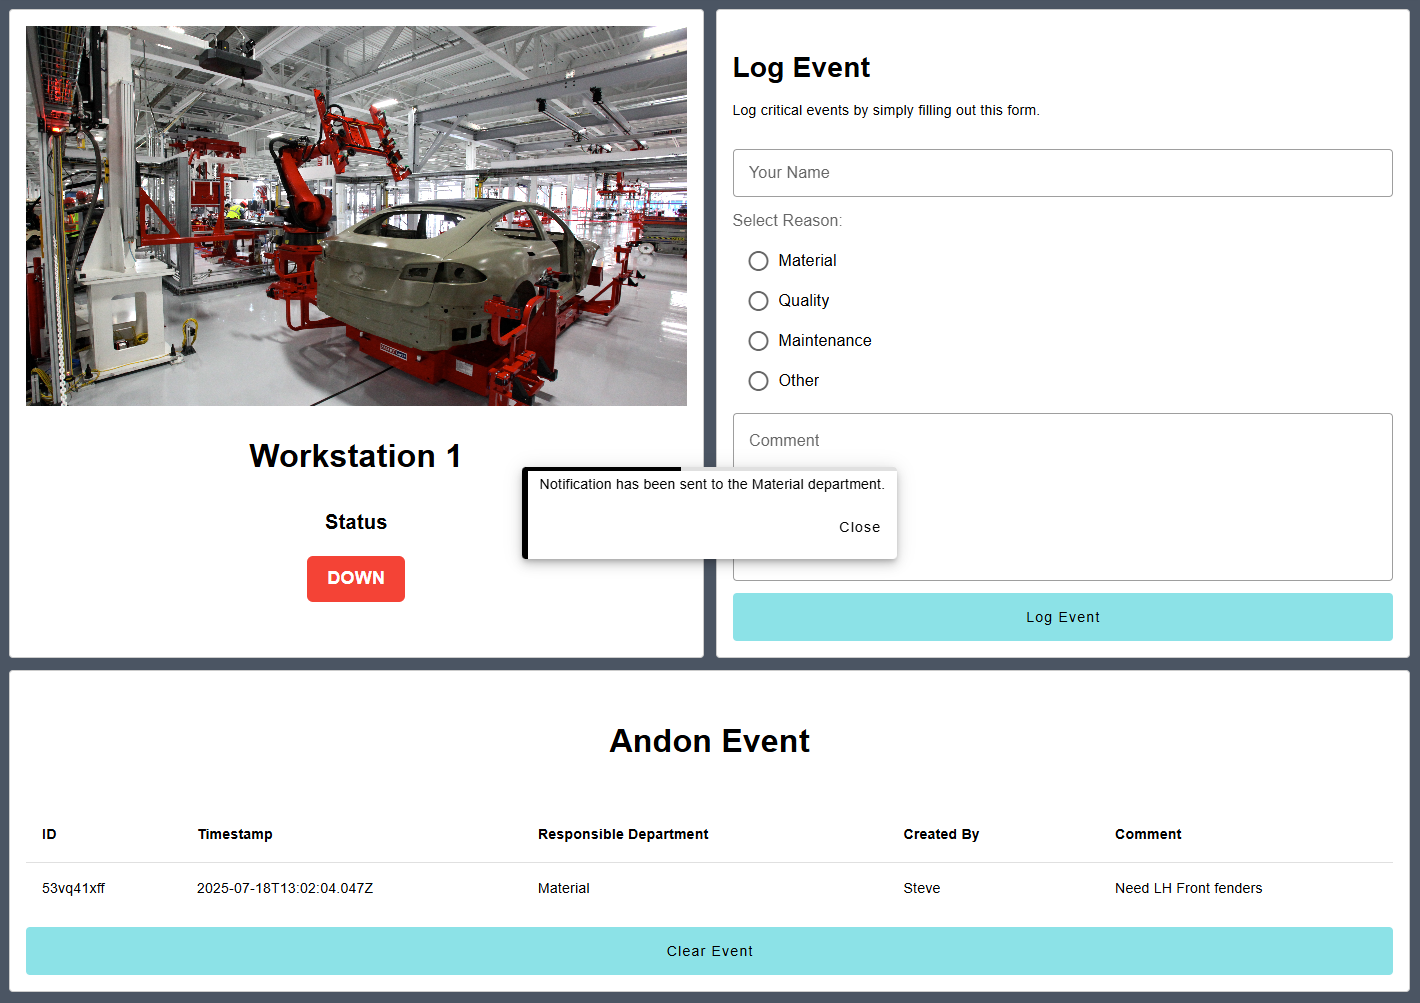 Workstation 1
Status
DOWN
Log Event
Log critical events by simply filling out this form.
Your Name
Select Reason:
Material
Quality
Maintenance
Other
Comment
Notification has been sent to the Material department.
Close
Log Event
Andon Event
ID Timestamp Responsible Department Created By Comment
53vq41xff 2025-07-18T13:02:04.047Z Material Steve Need LH Front fenders
Clear Event